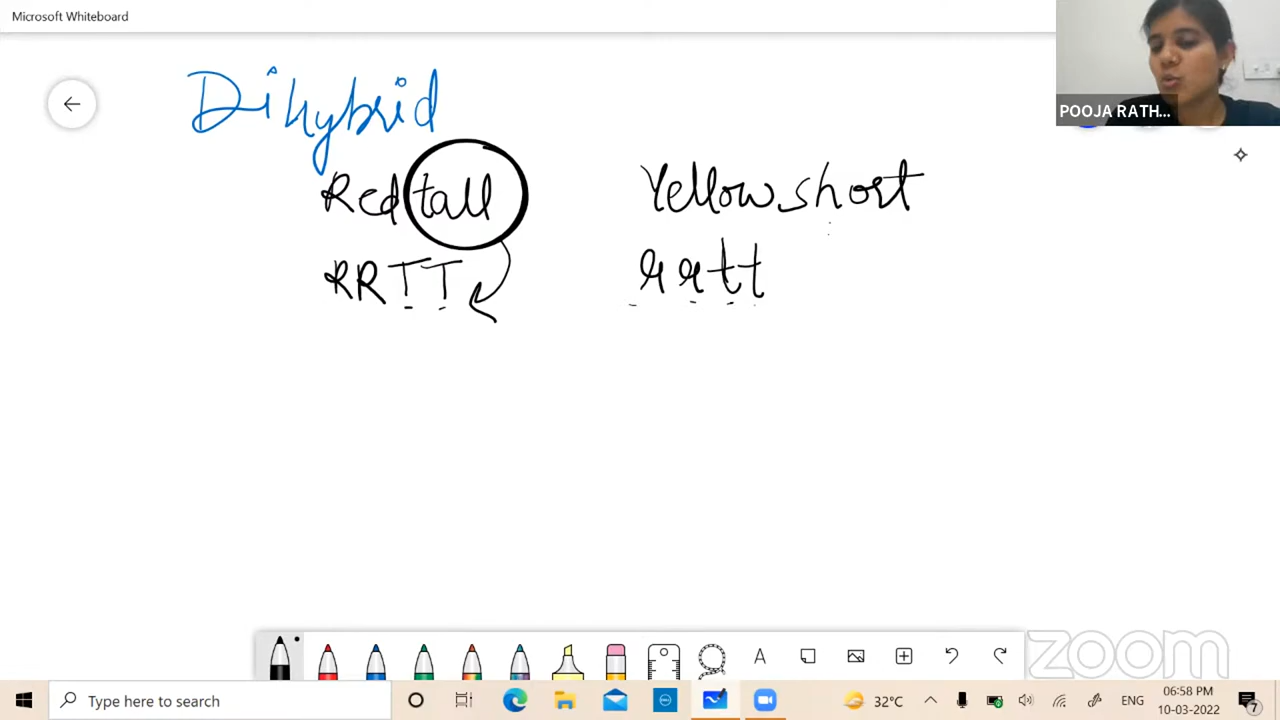 Microsoft Whiteboard
POOJA RATH...
Dihybrid
Red tall Yellow short
RRTT rrtt
zoom
Type here to search
32°C
ENG
06:58 PM
10-03-2022
7